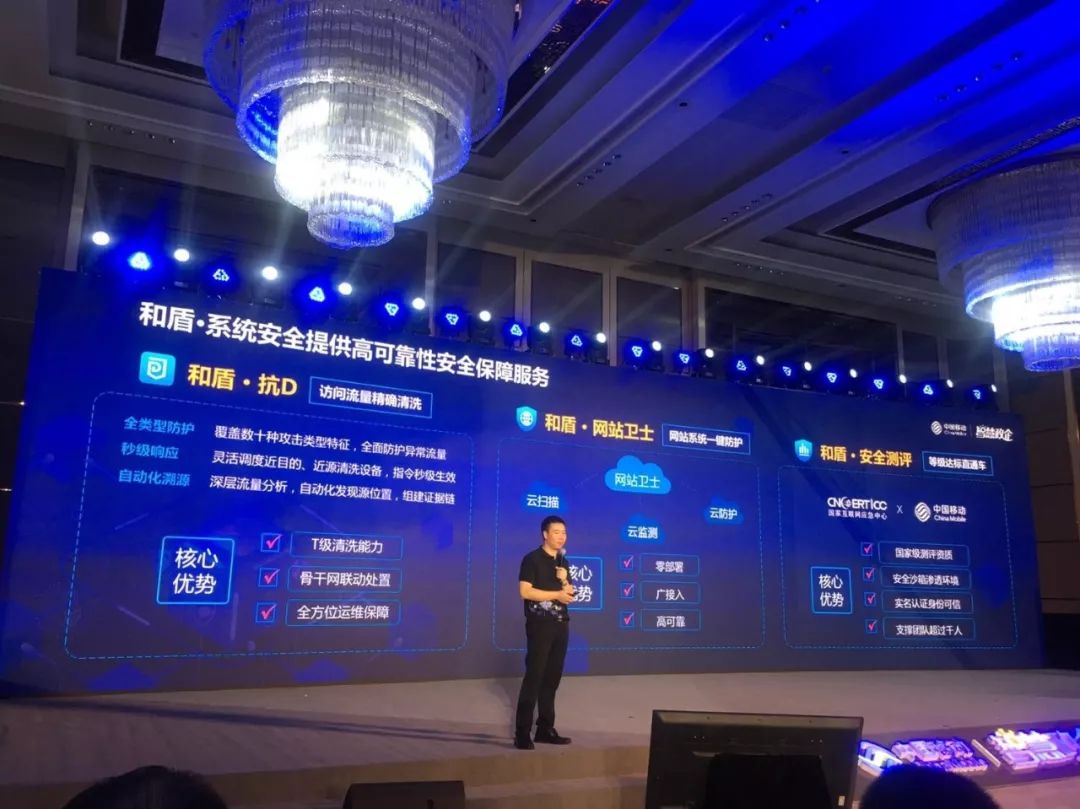 和盾·系统安全提供高可靠性安全保障服务
和盾·抗D
访问流量精确清洗
全类型防护
覆盖数十种攻击类型特征，全面防护异常流量
秒级响应
灵活调度近目的、近源清洗设备，指令秒级生效
自动化溯源
深层流量分析，自动化发现源位置，组建证据链
核心
优势
T级清洗能力
骨干网联动处置
全方位运维保障
和盾·网站卫士
网站系统一键防护
网站卫士
云扫描
云防护
云监测
核心
优势
零部署
广接入
高可靠
中国移动
China Mobile
智慧政企
和盾·安全测评
等级达标直通车
CNCERT/CC
国家互联网应急中心
X
中国移动
China Mobile
核心
优势
国家级测评资质
安全沙箱渗透环境
实名认证身份可信
支撑团队超过千人